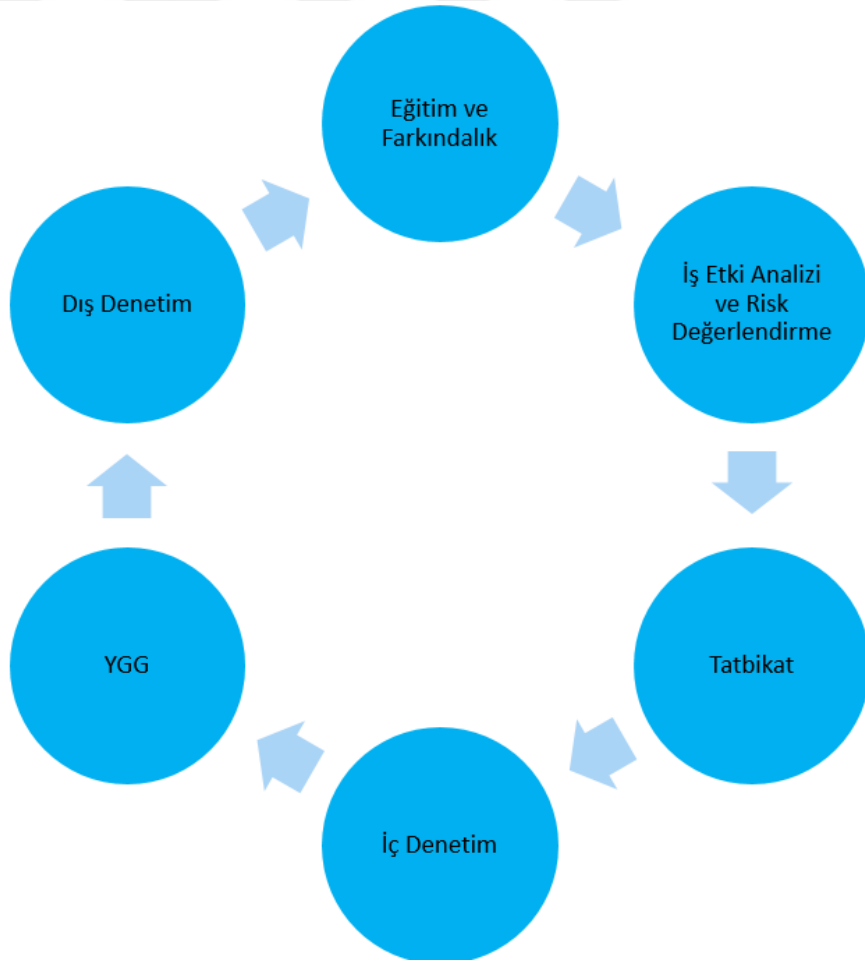 Eğitim ve
Farkındalık
İş Etki Analizi
ve Risk
Değerlendirme
Tatbikat
İç Denetim
YGG
Dış Denetim